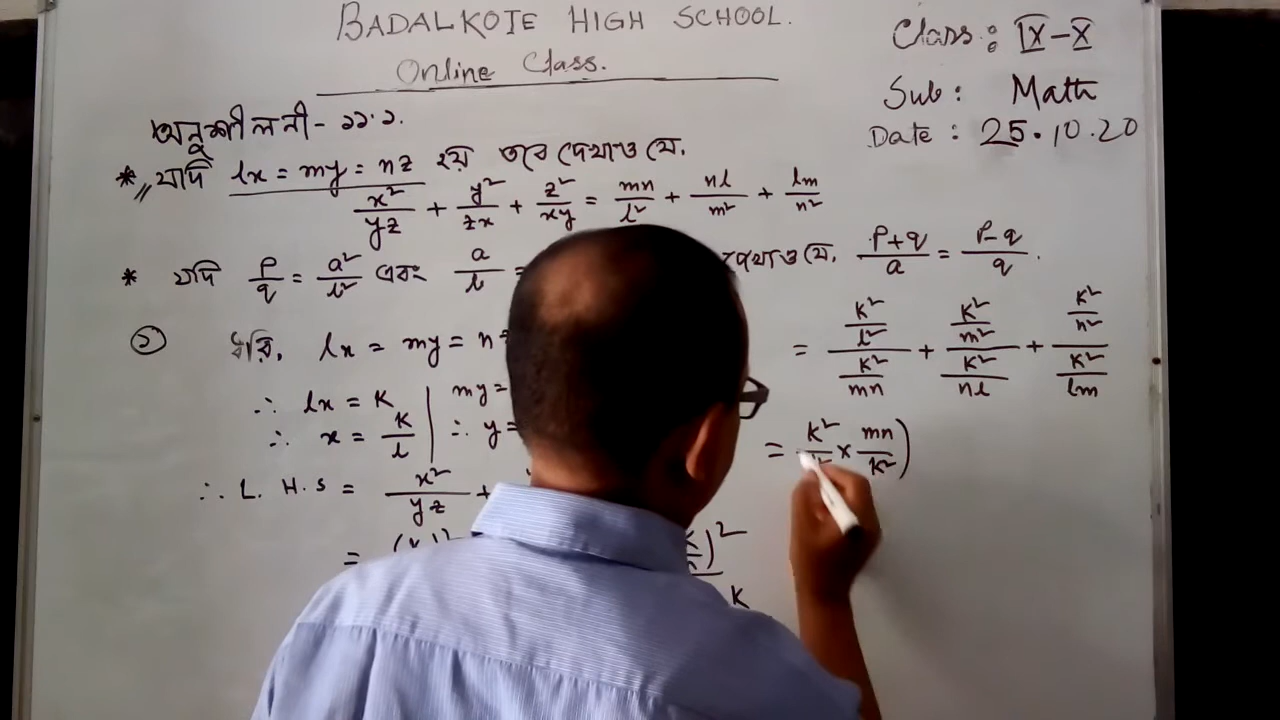 BADALKOTE HIGH SCHOOL.
Online Class.
Class: IX-X
Sub: Math
Date: 25.10.20
অনুশীলনী- ১১.১.
* যদি lx = my = nz হয় তবে দেখাও যে,
x²/yz + y²/zx + z²/xy = mn/l² + nl/m² + lm/n²
* যদি p/q = a²/b² এবং a/b = দেখাও যে, p+q/a = p-q/q.
১ ধরি, lx = my = nz
∴ lx = K | my =
∴ x = K/l | ∴ y =
∴ L.H.S = x²/yz +
=
= K²/l² / K²/mn + K²/m² / K²/nl + K²/n² / K²/lm
= K²/l² × mn/K² )